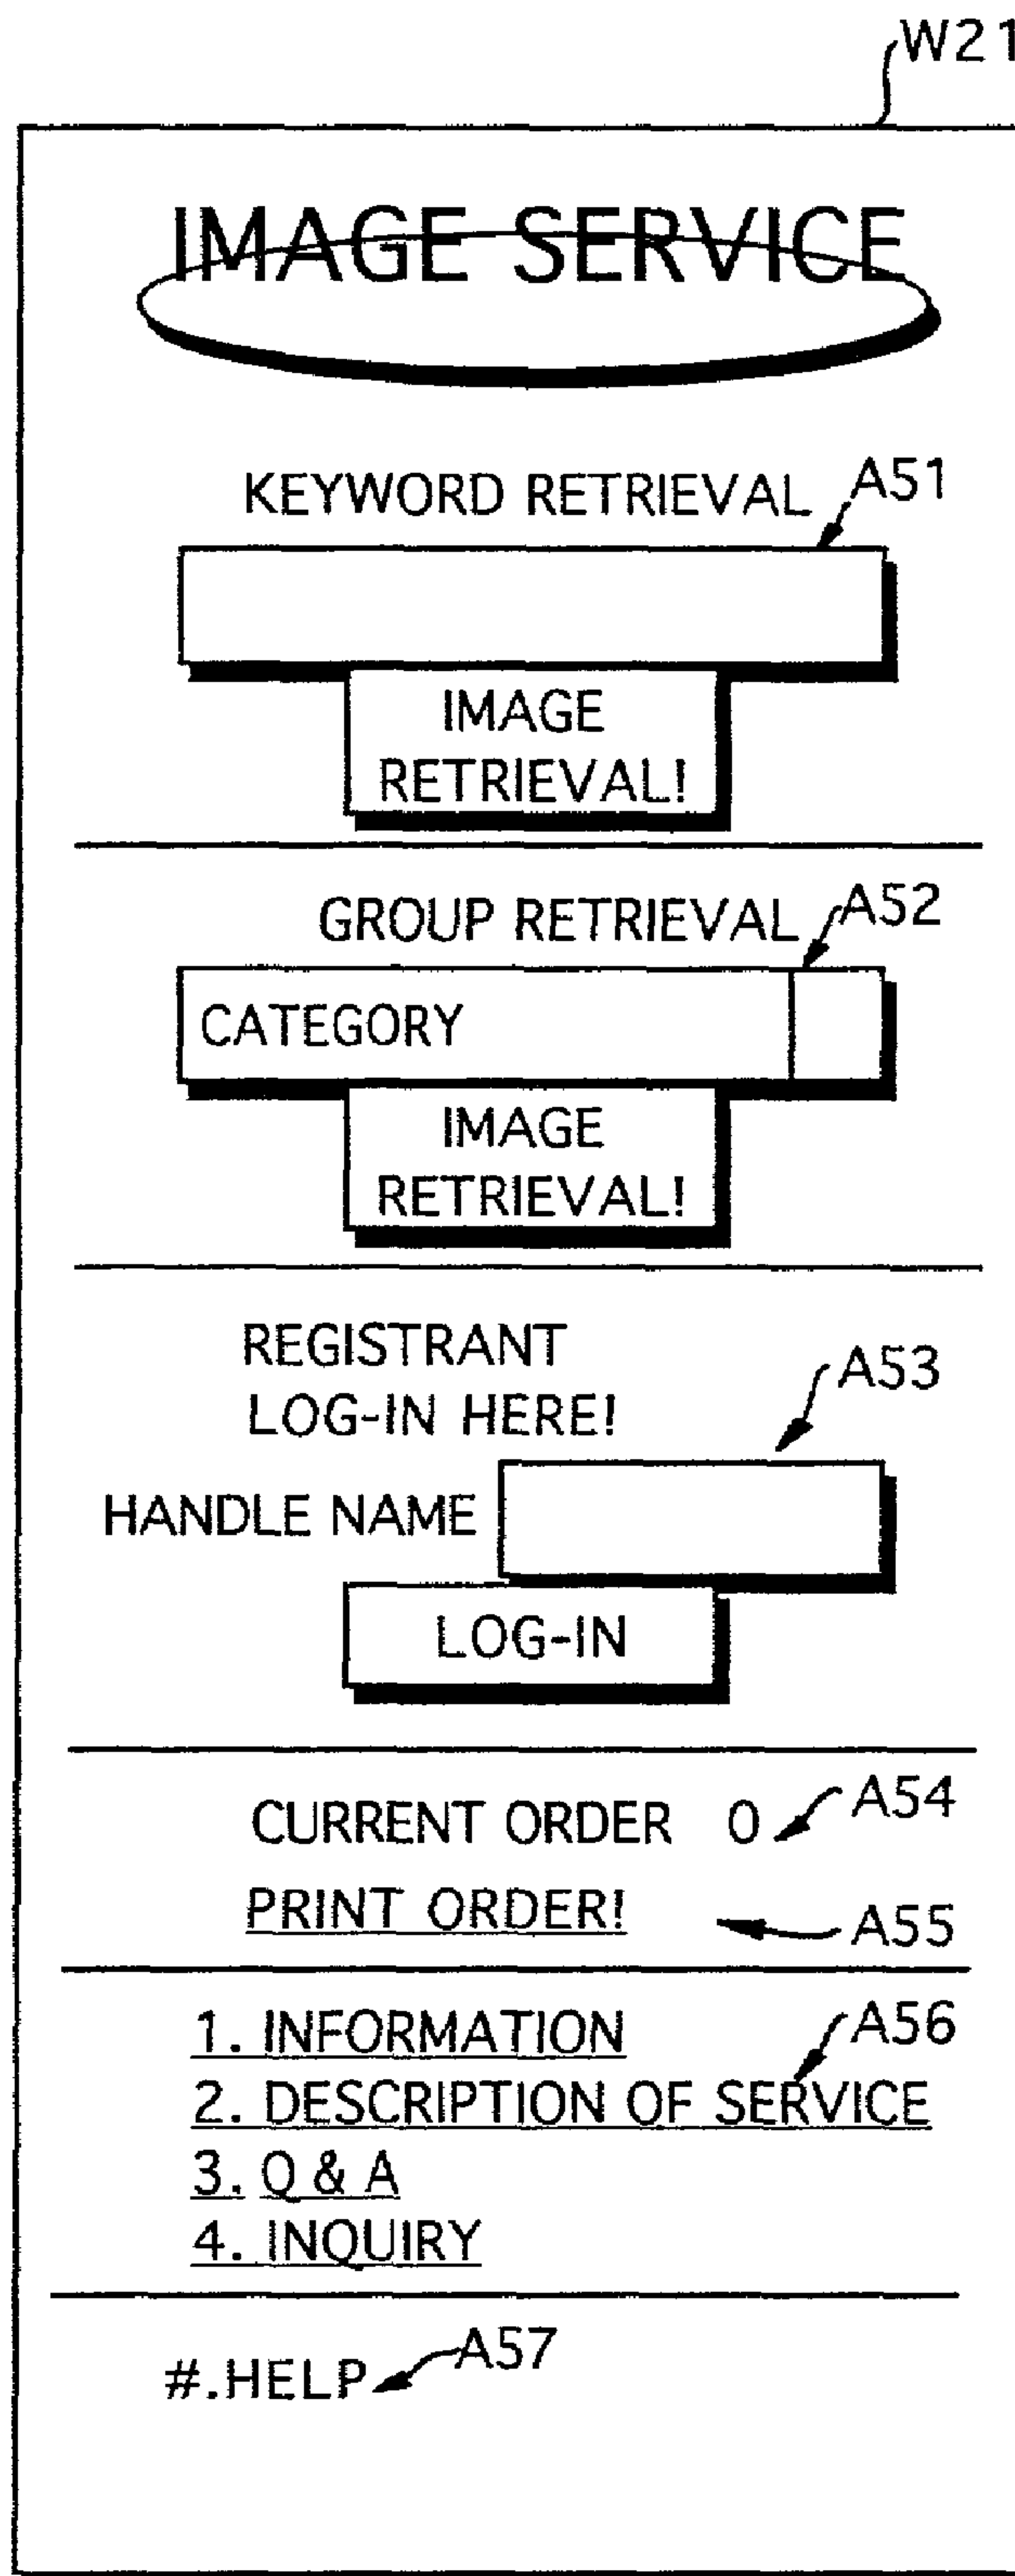 W21
IMAGE SERVICE
KEYWORD RETRIEVAL A51
IMAGE
RETRIEVAL!
GROUP RETRIEVAL A52
CATEGORY
IMAGE
RETRIEVAL!
REGISTRANT
LOG-IN HERE!
A53
HANDLE NAME
LOG-IN
CURRENT ORDER 0 A54
PRINT ORDER! A55
1. INFORMATION A56
2. DESCRIPTION OF SERVICE
3. Q & A
4. INQUIRY
#.HELP A57